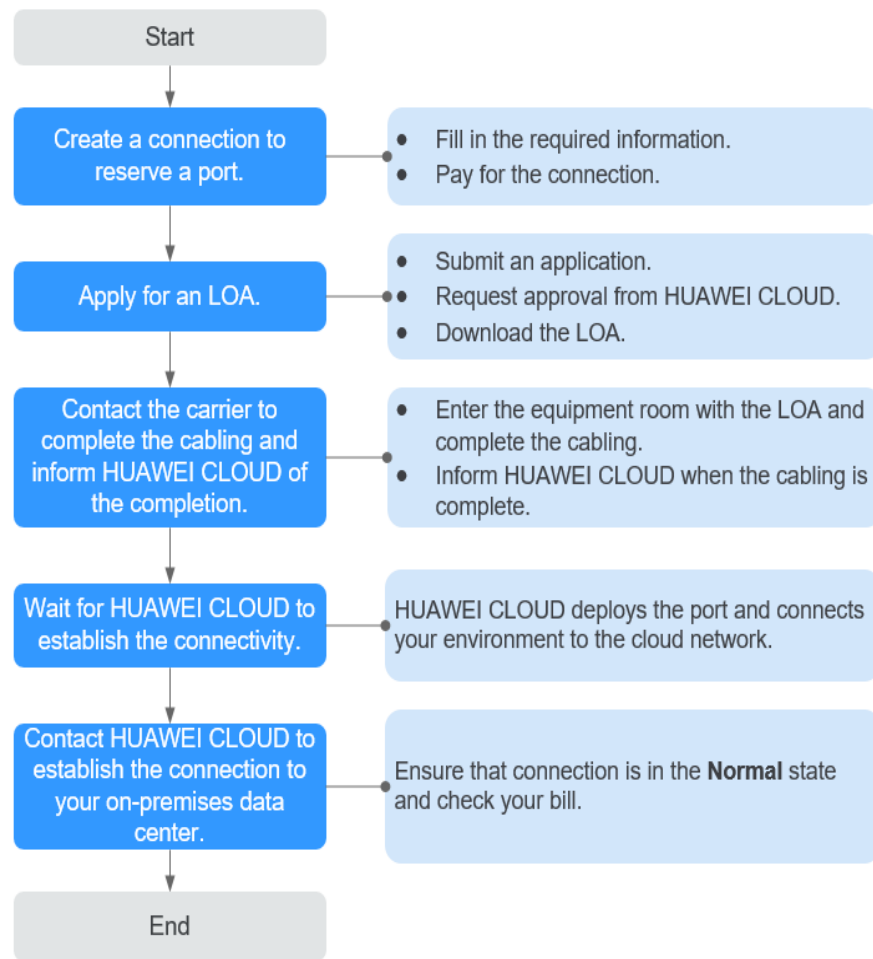 Start
Create a connection to
reserve a port.
● Fill in the required information.
● Pay for the connection.
Apply for an LOA.
● Submit an application.
● Request approval from HUAWEI CLOUD.
● Download the LOA.
Contact the carrier to
complete the cabling and
inform HUAWEI CLOUD of
the completion.
● Enter the equipment room with the LOA and
complete the cabling.
● Inform HUAWEI CLOUD when the cabling is
complete.
Wait for HUAWEI CLOUD to
establish the connectivity.
HUAWEI CLOUD deploys the port and connects
your environment to the cloud network.
Contact HUAWEI CLOUD to
establish the connection to
your on-premises data
center.
Ensure that connection is in the Normal state
and check your bill.
End